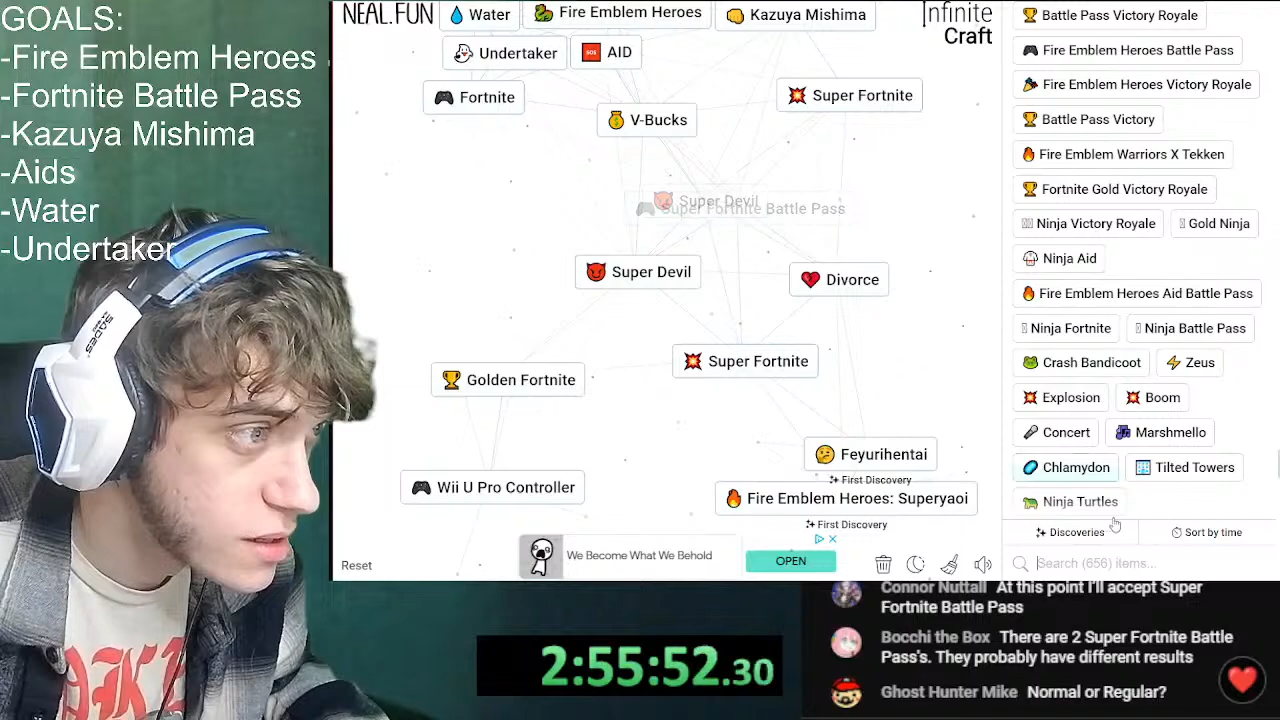 GOALS:
-Fire Emblem Heroes
-Fortnite Battle Pass
-Kazuya Mishima
-Aids
-Water
-Undertaker
NEAL.FUN
Water
Fire Emblem Heroes
Kazuya Mishima
Infinite
Craft
Undertaker
AID
Fortnite
Super Fortnite
V-Bucks
Super Devil
Super Fortnite Battle Pass
Super Devil
Divorce
Super Fortnite
Golden Fortnite
Feyurihentai
First Discovery
Wii U Pro Controller
Fire Emblem Heroes: Superyaoi
First Discovery
We Become What We Behold
OPEN
Reset
Battle Pass Victory Royale
Fire Emblem Heroes Battle Pass
Fire Emblem Heroes Victory Royale
Battle Pass Victory
Fire Emblem Warriors X Tekken
Fortnite Gold Victory Royale
Ninja Victory Royale
Gold Ninja
Ninja Aid
Fire Emblem Heroes Aid Battle Pass
Ninja Fortnite
Ninja Battle Pass
Crash Bandicoot
Zeus
Explosion
Boom
Concert
Marshmello
Chlamydon
Tilted Towers
Ninja Turtles
Discoveries
Sort by time
Search (656) items...
2:55:52.30
Connor Nuttall At this point I'll accept Super
Fortnite Battle Pass
Bocchi the Box There are 2 Super Fortnite Battle
Pass's. They probably have different results
Ghost Hunter Mike Normal or Regular?